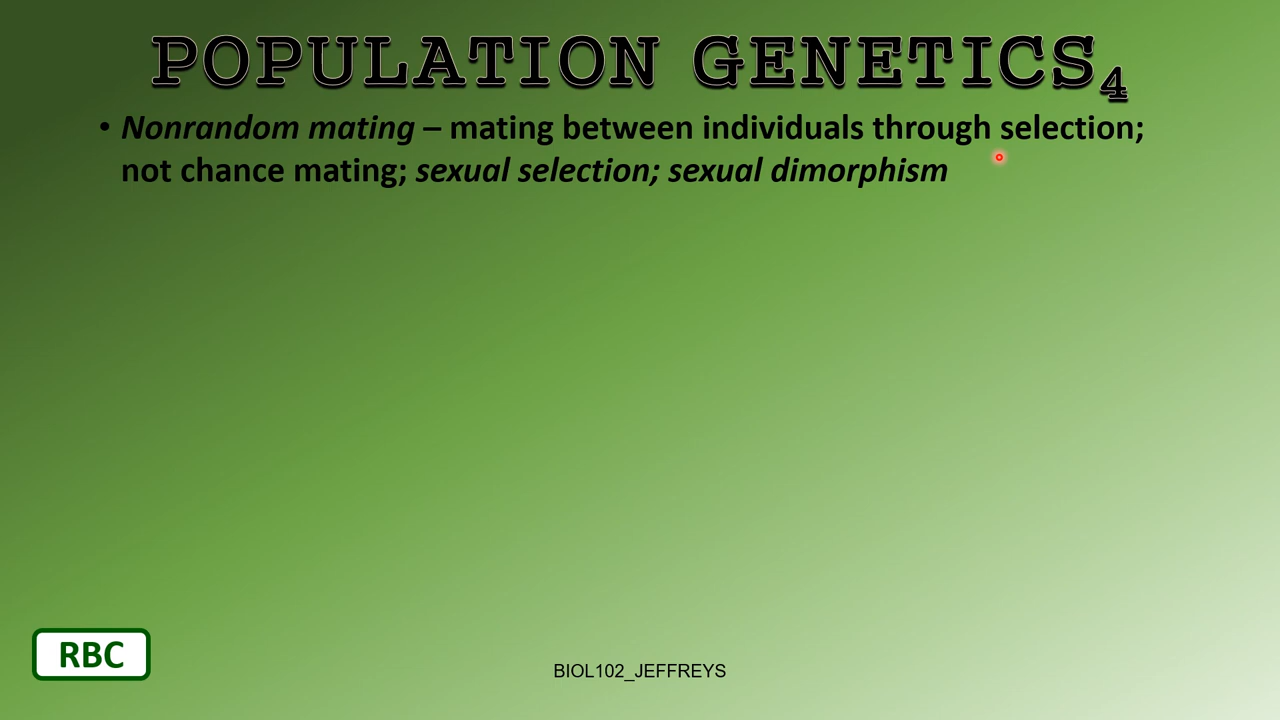 POPULATION GENETICS4
• Nonrandom mating – mating between individuals through selection;
not chance mating; sexual selection; sexual dimorphism
RBC
BIOL102_JEFFREYS